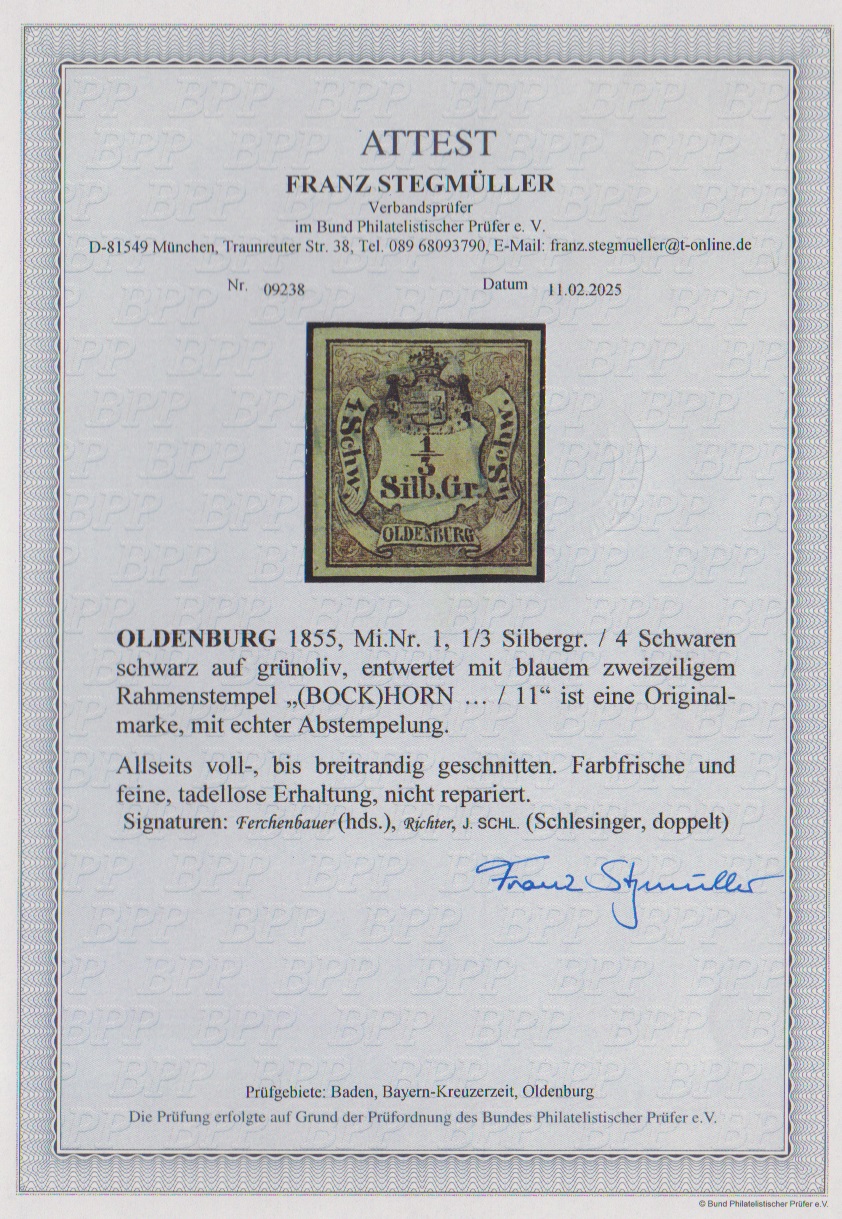 ATTEST
FRANZ STEGMÜLLER
Verbandsprüfer
im Bund Philatelistischer Prüfer e. V.
D-81549 München, Traunreuter Str. 38, Tel. 089 68093790, E-Mail: franz.stegmueller@t-online.de
Nr. 09238 Datum 11.02.2025
4 Schw.
1/3
Silb.Gr.
4 Schw.
OLDENBURG
OLDENBURG 1855, Mi.Nr. 1, 1/3 Silbergr. / 4 Schwaren
schwarz auf grünoliv, entwertet mit blauem zweizeiligem
Rahmenstempel „(BOCK)HORN ... / 11“ ist eine Original-
marke, mit echter Abstempelung.
Allseits voll-, bis breitrandig geschnitten. Farbfrische und
feine, tadellose Erhaltung, nicht repariert.
Signaturen: Ferchenbauer (hds.), Richter, J. SCHL. (Schlesinger, doppelt)
Franz Stegmüller
Prüfgebiete: Baden, Bayern-Kreuzerzeit, Oldenburg
Die Prüfung erfolgte auf Grund der Prüfordnung des Bundes Philatelistischer Prüfer e.V.
© Bund Philatelistischer Prüfer e.V.